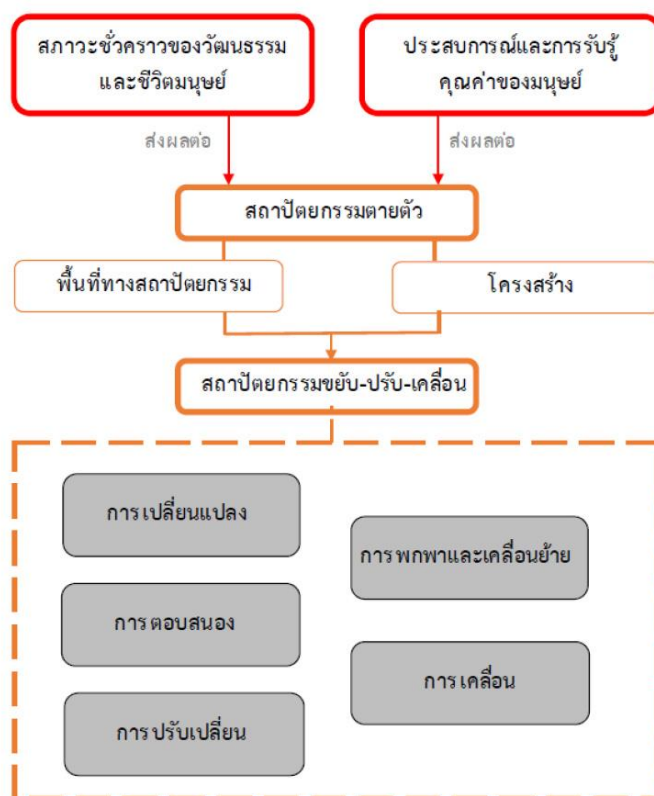 สภาวะชั่วคราวของวัฒนธรรม
และชีวิตมนุษย์
ประสบการณ์และการรับรู้
คุณค่าของมนุษย์
ส่งผลต่อ
ส่งผลต่อ
สถาปัตยกรรมตายตัว
พื้นที่ทางสถาปัตยกรรม
โครงสร้าง
สถาปัตยกรรมขยับ-ปรับ-เคลื่อน
การเปลี่ยนแปลง
การพกพาและเคลื่อนย้าย
การตอบสนอง
การเคลื่อน
การปรับเปลี่ยน